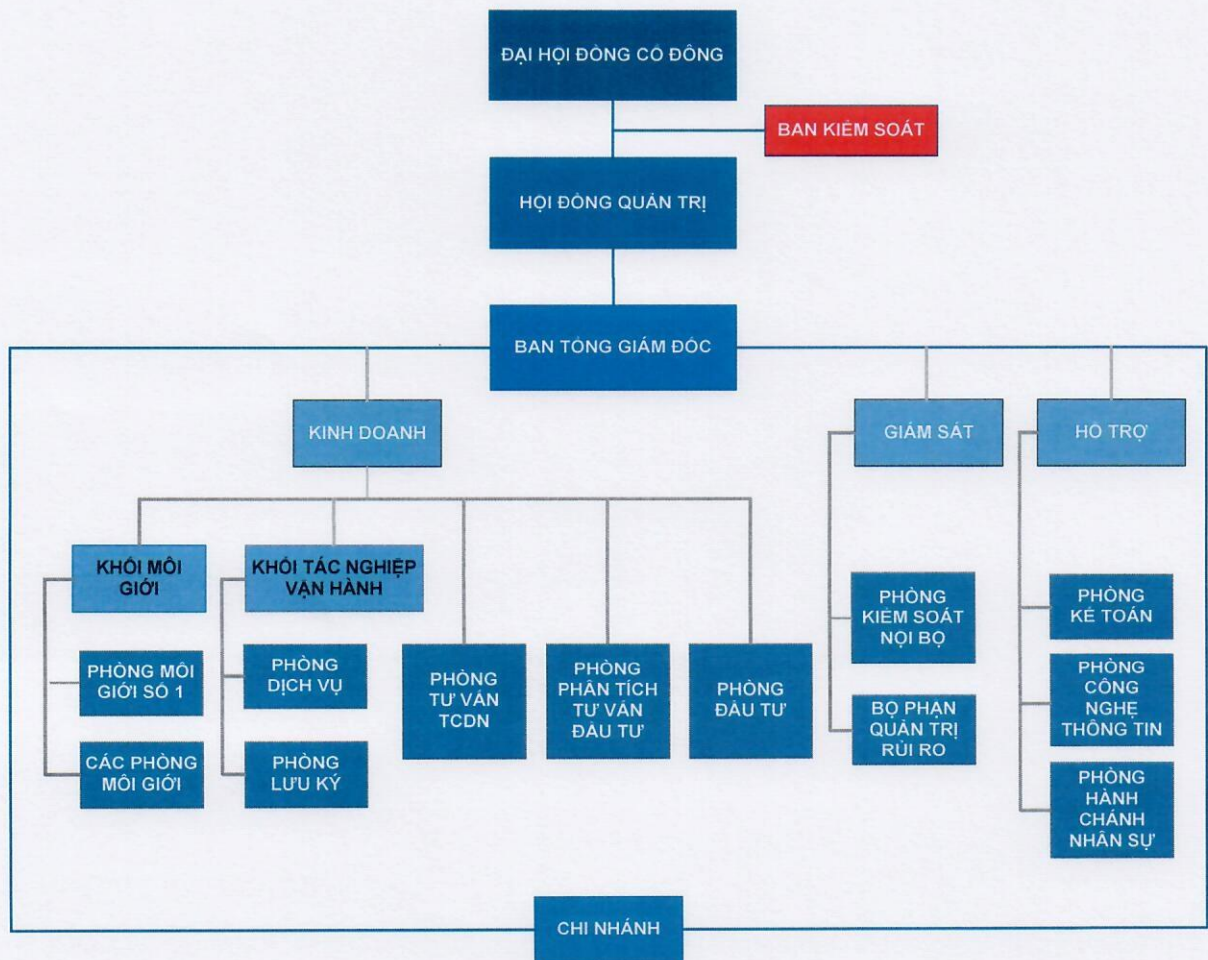 ĐẠI HỘI ĐỒNG CỔ ĐÔNG
BAN KIỂM SOÁT
HỘI ĐỒNG QUẢN TRỊ
BAN TỔNG GIÁM ĐỐC
KINH DOANH
GIÁM SÁT
HỖ TRỢ
KHỐI MÔI
GIỚI
KHỐI TÁC NGHIỆP
VẬN HÀNH
PHÒNG MÔI
GIỚI SỐ 1
CÁC PHÒNG
MÔI GIỚI
PHÒNG
DỊCH VỤ
PHÒNG
LƯU KÝ
PHÒNG
TƯ VẤN
TCDN
PHÒNG
PHÂN TÍCH
TƯ VẤN
ĐẦU TƯ
PHÒNG
ĐẦU TƯ
PHÒNG
KIỂM SOÁT
NỘI BỘ
BỘ PHẬN
QUẢN TRỊ
RỦI RO
PHÒNG
KẾ TOÁN
PHÒNG
CÔNG
NGHỆ
THÔNG TIN
PHÒNG
HÀNH
CHÁNH
NHÂN SỰ
CHI NHÁNH